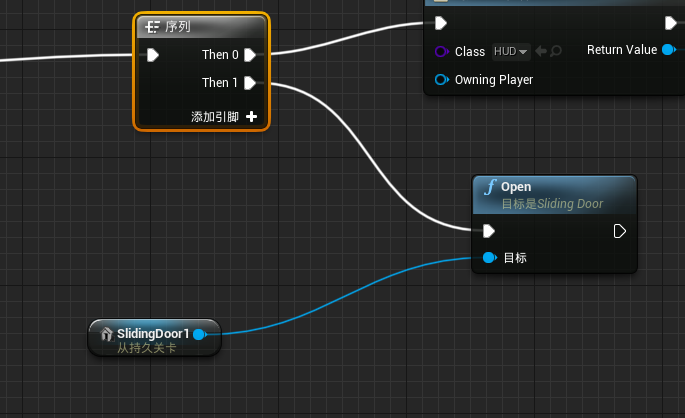 序列
Then 0
Then 1
添加引脚
Class HUD
Return Value
Owning Player
f Open
目标是Sliding Door
目标
SlidingDoor1
从持久关卡